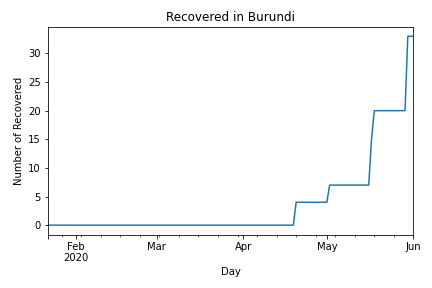 Recovered in Burundi
Number of Recovered
30
25
20
15
10
5
0
Feb
2020
Mar
Apr
May
Jun
Day